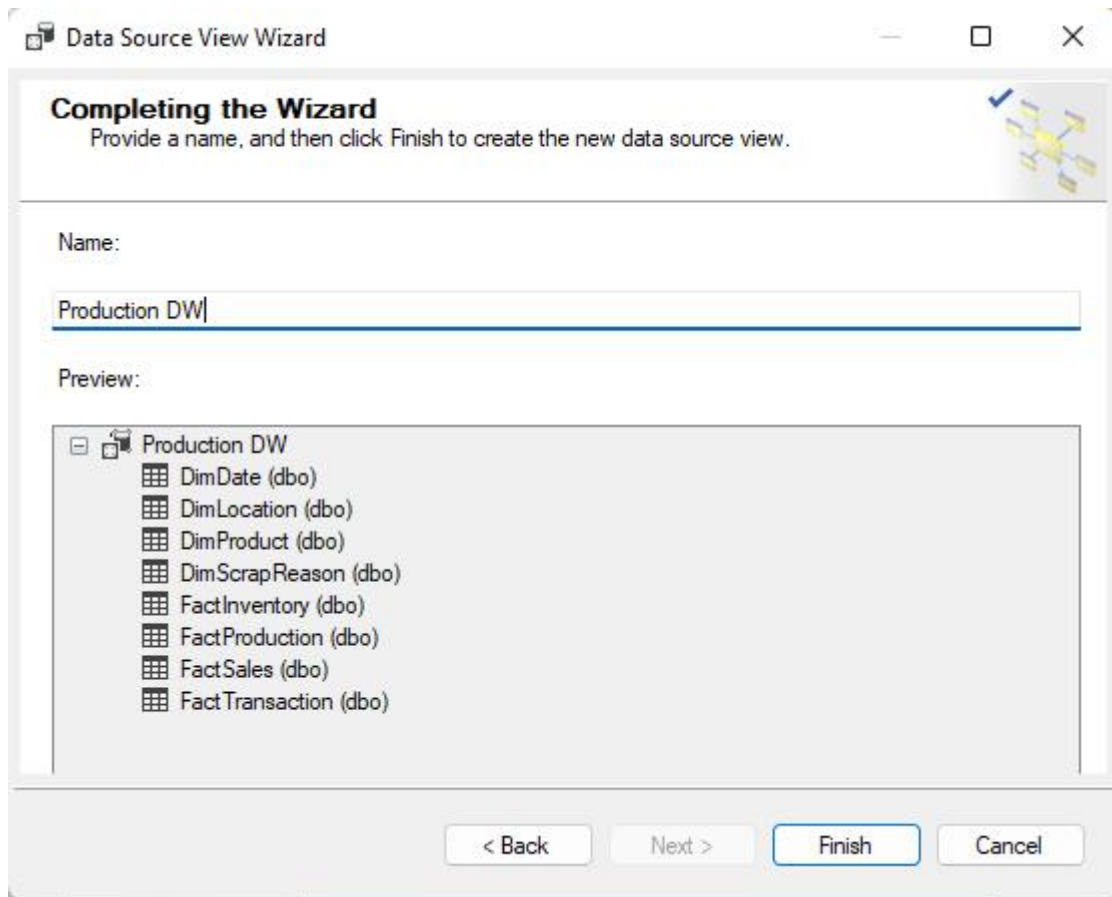 Data Source View Wizard
Completing the Wizard
Provide a name, and then click Finish to create the new data source view.
Name:
Production DW
Preview:
Production DW
DimDate (dbo)
DimLocation (dbo)
DimProduct (dbo)
DimScrapReason (dbo)
FactInventory (dbo)
FactProduction (dbo)
FactSales (dbo)
FactTransaction (dbo)
< Back Next > Finish Cancel